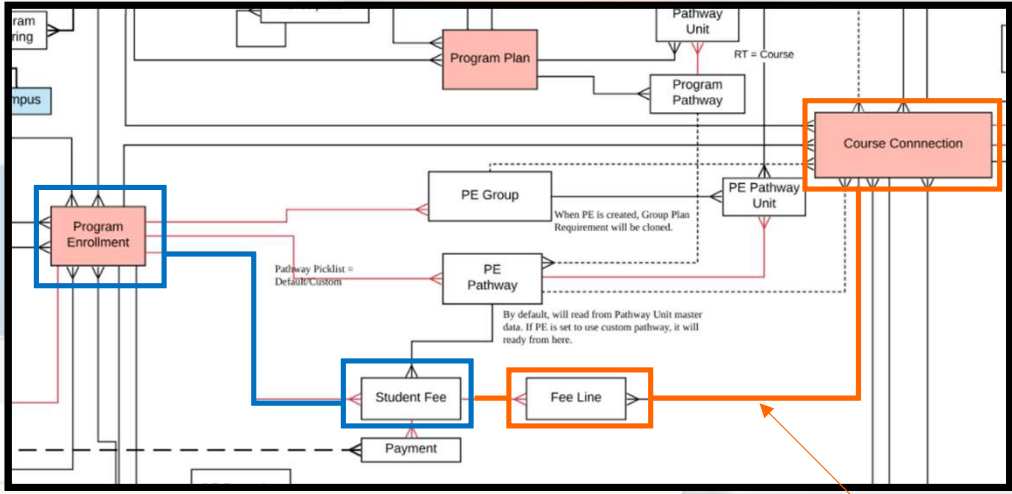 ram
ring
mpus
Program Plan
Pathway
Unit
RT = Course
Program
Pathway
Course Connnection
PE Group
PE Pathway
Unit
When PE is created, Group Plan
Requirement will be cloned.
Program
Enrollment
Pathway Picklist =
Default/Custom
PE
Pathway
By default, will read from Pathway Unit master
data. If PE is set to use custom pathway, it will
ready from here.
Student Fee
Fee Line
Payment